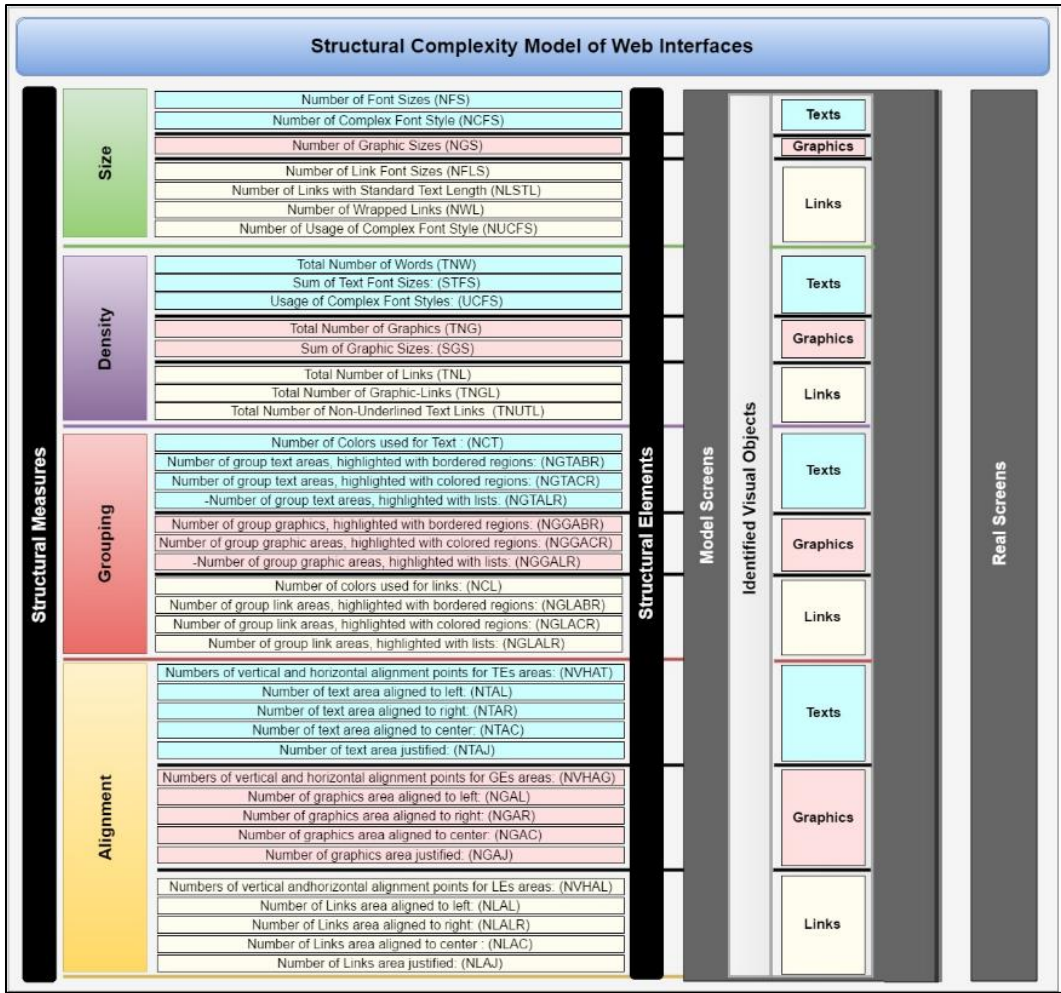 Structural Complexity Model of Web Interfaces
Structural Measures
Size
Number of Font Sizes (NFS)
Number of Complex Font Style (NCFS)
Number of Graphic Sizes (NGS)
Number of Link Font Sizes (NFLS)
Number of Links with Standard Text Length (NLSTL)
Number of Wrapped Links (NWL)
Number of Usage of Complex Font Style (NUCFS)
Density
Total Number of Words (TNW)
Sum of Text Font Sizes: (STFS)
Usage of Complex Font Styles: (UCFS)
Total Number of Graphics (TNG)
Sum of Graphic Sizes: (SGS)
Total Number of Links (TNL)
Total Number of Graphic-Links (TNGL)
Total Number of Non-Underlined Text Links (TNUTL)
Grouping
Number of Colors used for Text : (NCT)
Number of group text areas, highlighted with bordered regions: (NGTABR)
Number of group text areas, highlighted with colored regions: (NGTACR)
-Number of group text areas, highlighted with lists: (NGTALR)
Number of group graphics, highlighted with bordered regions: (NGGABR)
Number of group graphic areas, highlighted with colored regions: (NGGACR)
-Number of group graphic areas, highlighted with lists: (NGGALR)
Number of colors used for links: (NCL)
Number of group link areas, highlighted with bordered regions: (NGLABR)
Number of group link areas, highlighted with colored regions: (NGLACR)
Number of group link areas, highlighted with lists: (NGLALR)
Alignment
Numbers of vertical and horizontal alignment points for TEs areas: (NVHAT)
Number of text area aligned to left: (NTAL)
Number of text area aligned to right: (NTAR)
Number of text area aligned to center: (NTAC)
Number of text area justified: (NTAJ)
Numbers of vertical and horizontal alignment points for GEs areas: (NVHAG)
Number of graphics area aligned to left: (NGAL)
Number of graphics area aligned to right: (NGAR)
Number of graphics area aligned to center: (NGAC)
Number of graphics area justified: (NGAJ)
Numbers of vertical andhorizontal alignment points for LEs areas: (NVHAL)
Number of Links area aligned to left: (NLAL)
Number of Links area aligned to right: (NLALR)
Number of Links area aligned to center : (NLAC)
Number of Links area justified: (NLAJ)
Structural Elements
Model Screens
Identified Visual Objects
Texts
Graphics
Links
Texts
Graphics
Links
Texts
Graphics
Links
Texts
Graphics
Links
Real Screens